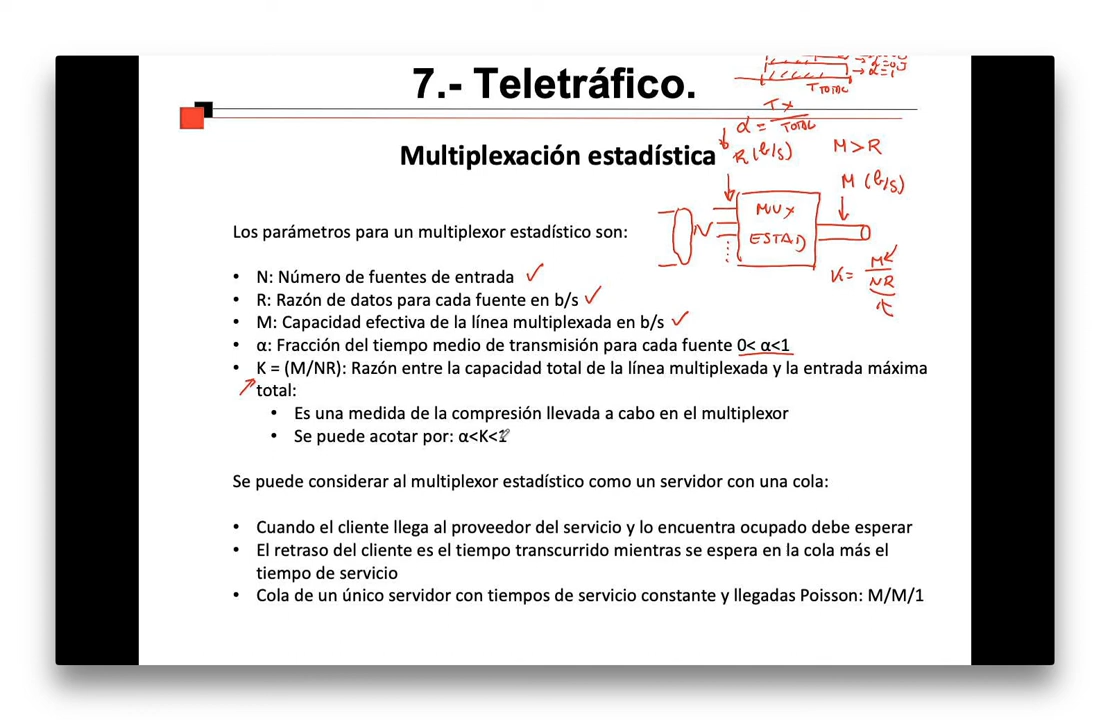 7.- Teletráfico.
T TOTAL
α = Tx / TOTAL
Multiplexación estadística
R (b/s)
M > R
M (b/s)
N
MUX
ESTAD
K = M / NR
Los parámetros para un multiplexor estadístico son:
• N: Número de fuentes de entrada ✓
• R: Razón de datos para cada fuente en b/s ✓
• M: Capacidad efectiva de la línea multiplexada en b/s ✓
• α: Fracción del tiempo medio de transmisión para cada fuente 0< α<1
• K = (M/NR): Razón entre la capacidad total de la línea multiplexada y la entrada máxima
total:
• Es una medida de la compresión llevada a cabo en el multiplexor
• Se puede acotar por: α<K<1
Se puede considerar al multiplexor estadístico como un servidor con una cola:
• Cuando el cliente llega al proveedor del servicio y lo encuentra ocupado debe esperar
• El retraso del cliente es el tiempo transcurrido mientras se espera en la cola más el
tiempo de servicio
• Cola de un único servidor con tiempos de servicio constante y llegadas Poisson: M/M/1